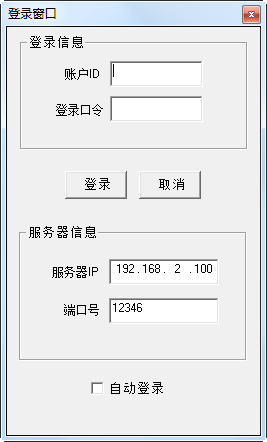 登录窗口
登录信息
账户ID
登录口令
登录 取消
服务器信息
服务器IP 192.168. 2 .100
端口号 12346
自动登录